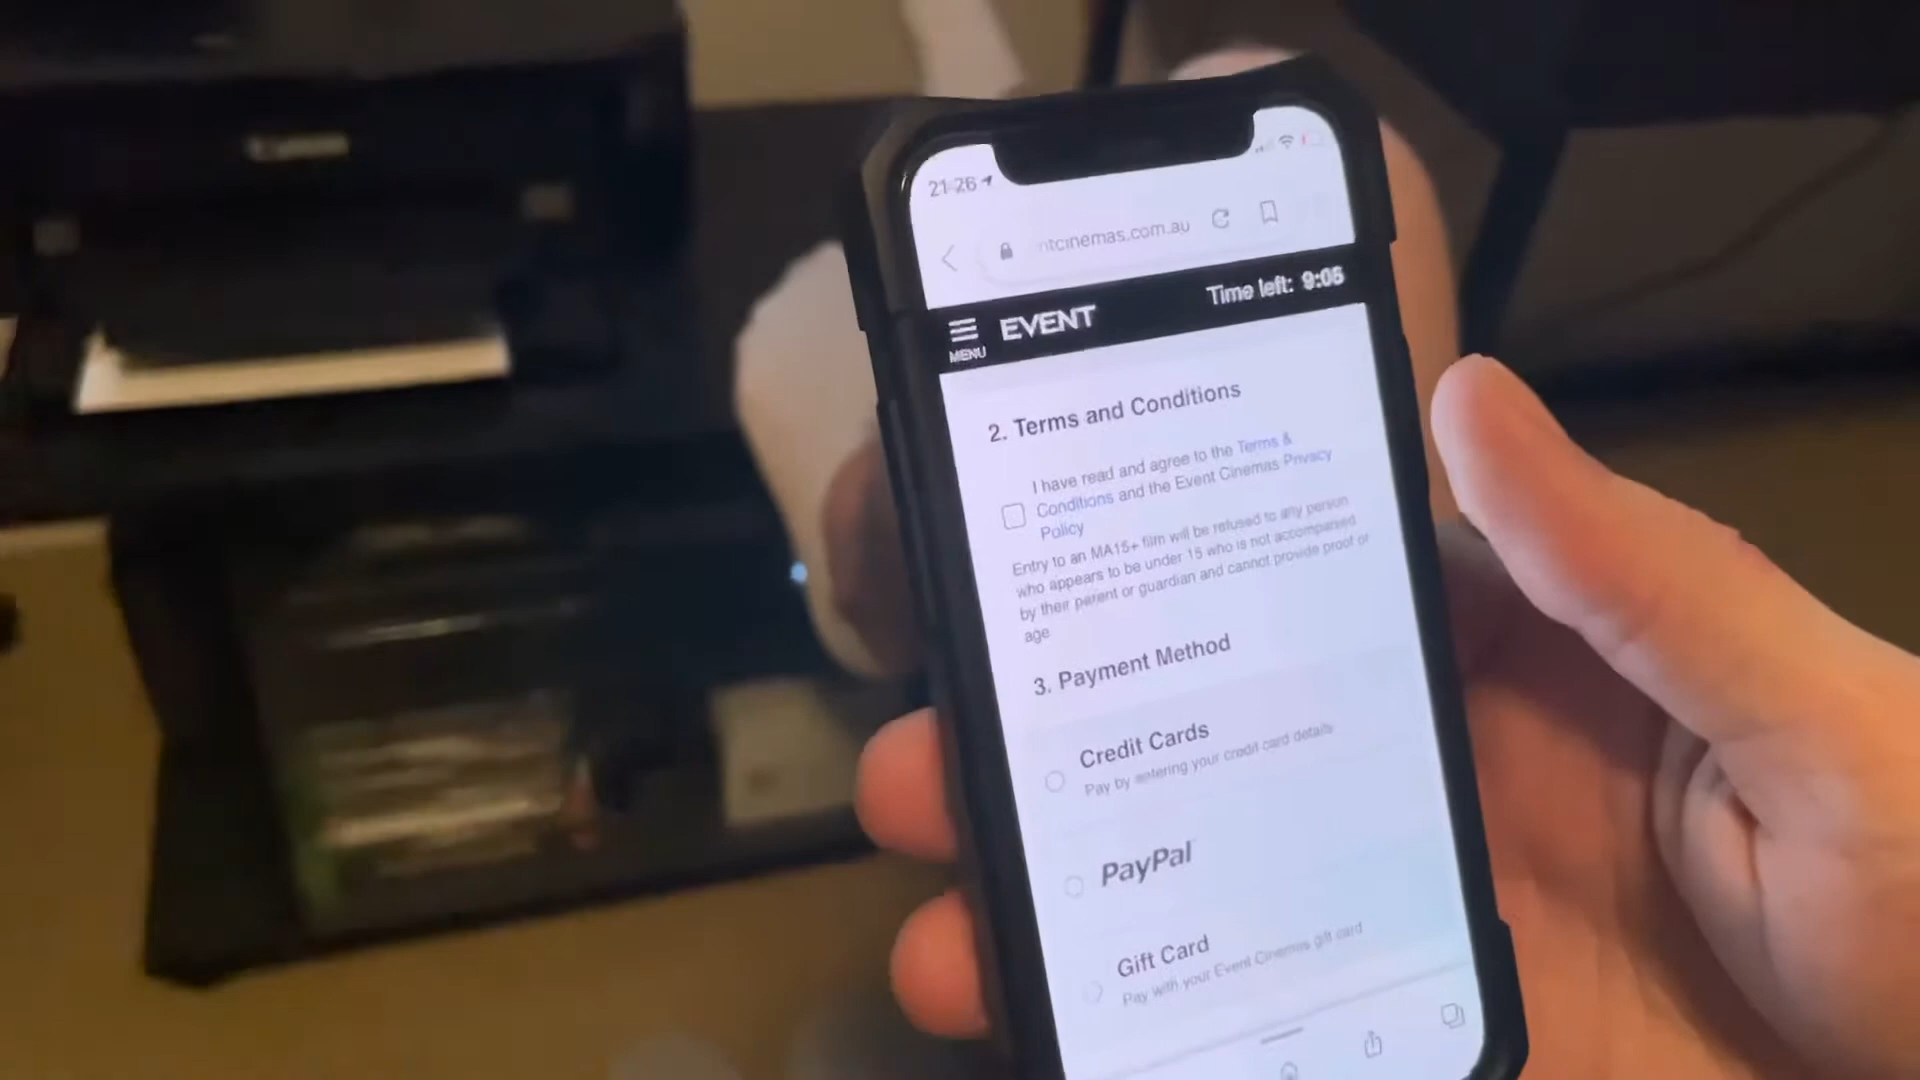 21:26
ntcinemas.com.au
MENU
EVENT
Time left: 9:05
2. Terms and Conditions
I have read and agree to the Terms &
Conditions and the Event Cinemas Privacy
Policy
Entry to an MA15+ film will be refused to any person
who appears to be under 15 who is not accompanied
by their parent or guardian and cannot provide proof or
age
3. Payment Method
Credit Cards
Pay by entering your credit card details
PayPal
Gift Card
Pay with your Event Cinemas gift card